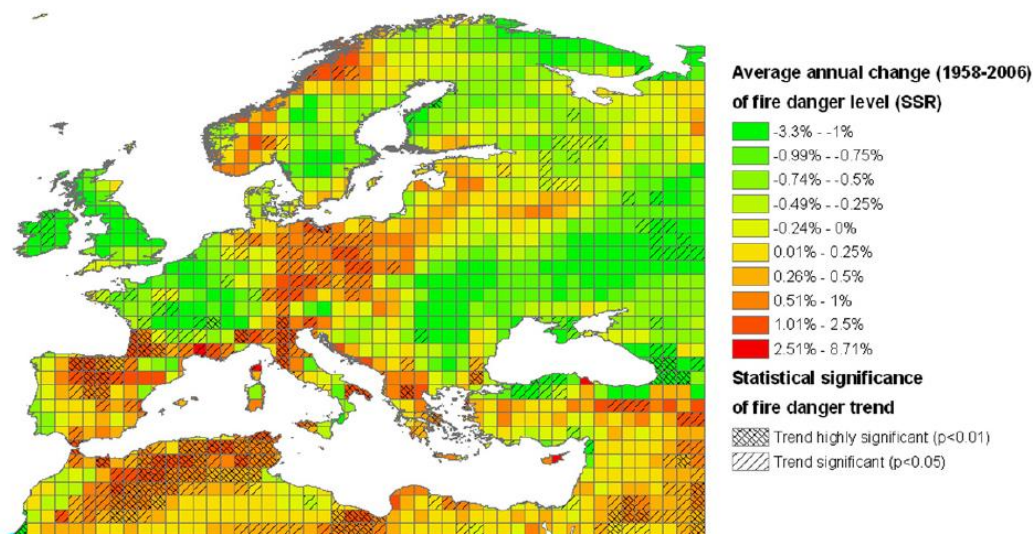 Average annual change (1958-2006)
of fire danger level (SSR)
-3.3% - -1%
-0.99% - -0.75%
-0.74% - -0.5%
-0.49% - -0.25%
-0.24% - 0%
0.01% - 0.25%
0.26% - 0.5%
0.51% - 1%
1.01% - 2.5%
2.51% - 8.71%
Statistical significance
of fire danger trend
Trend highly significant (p<0.01)
Trend significant (p<0.05)